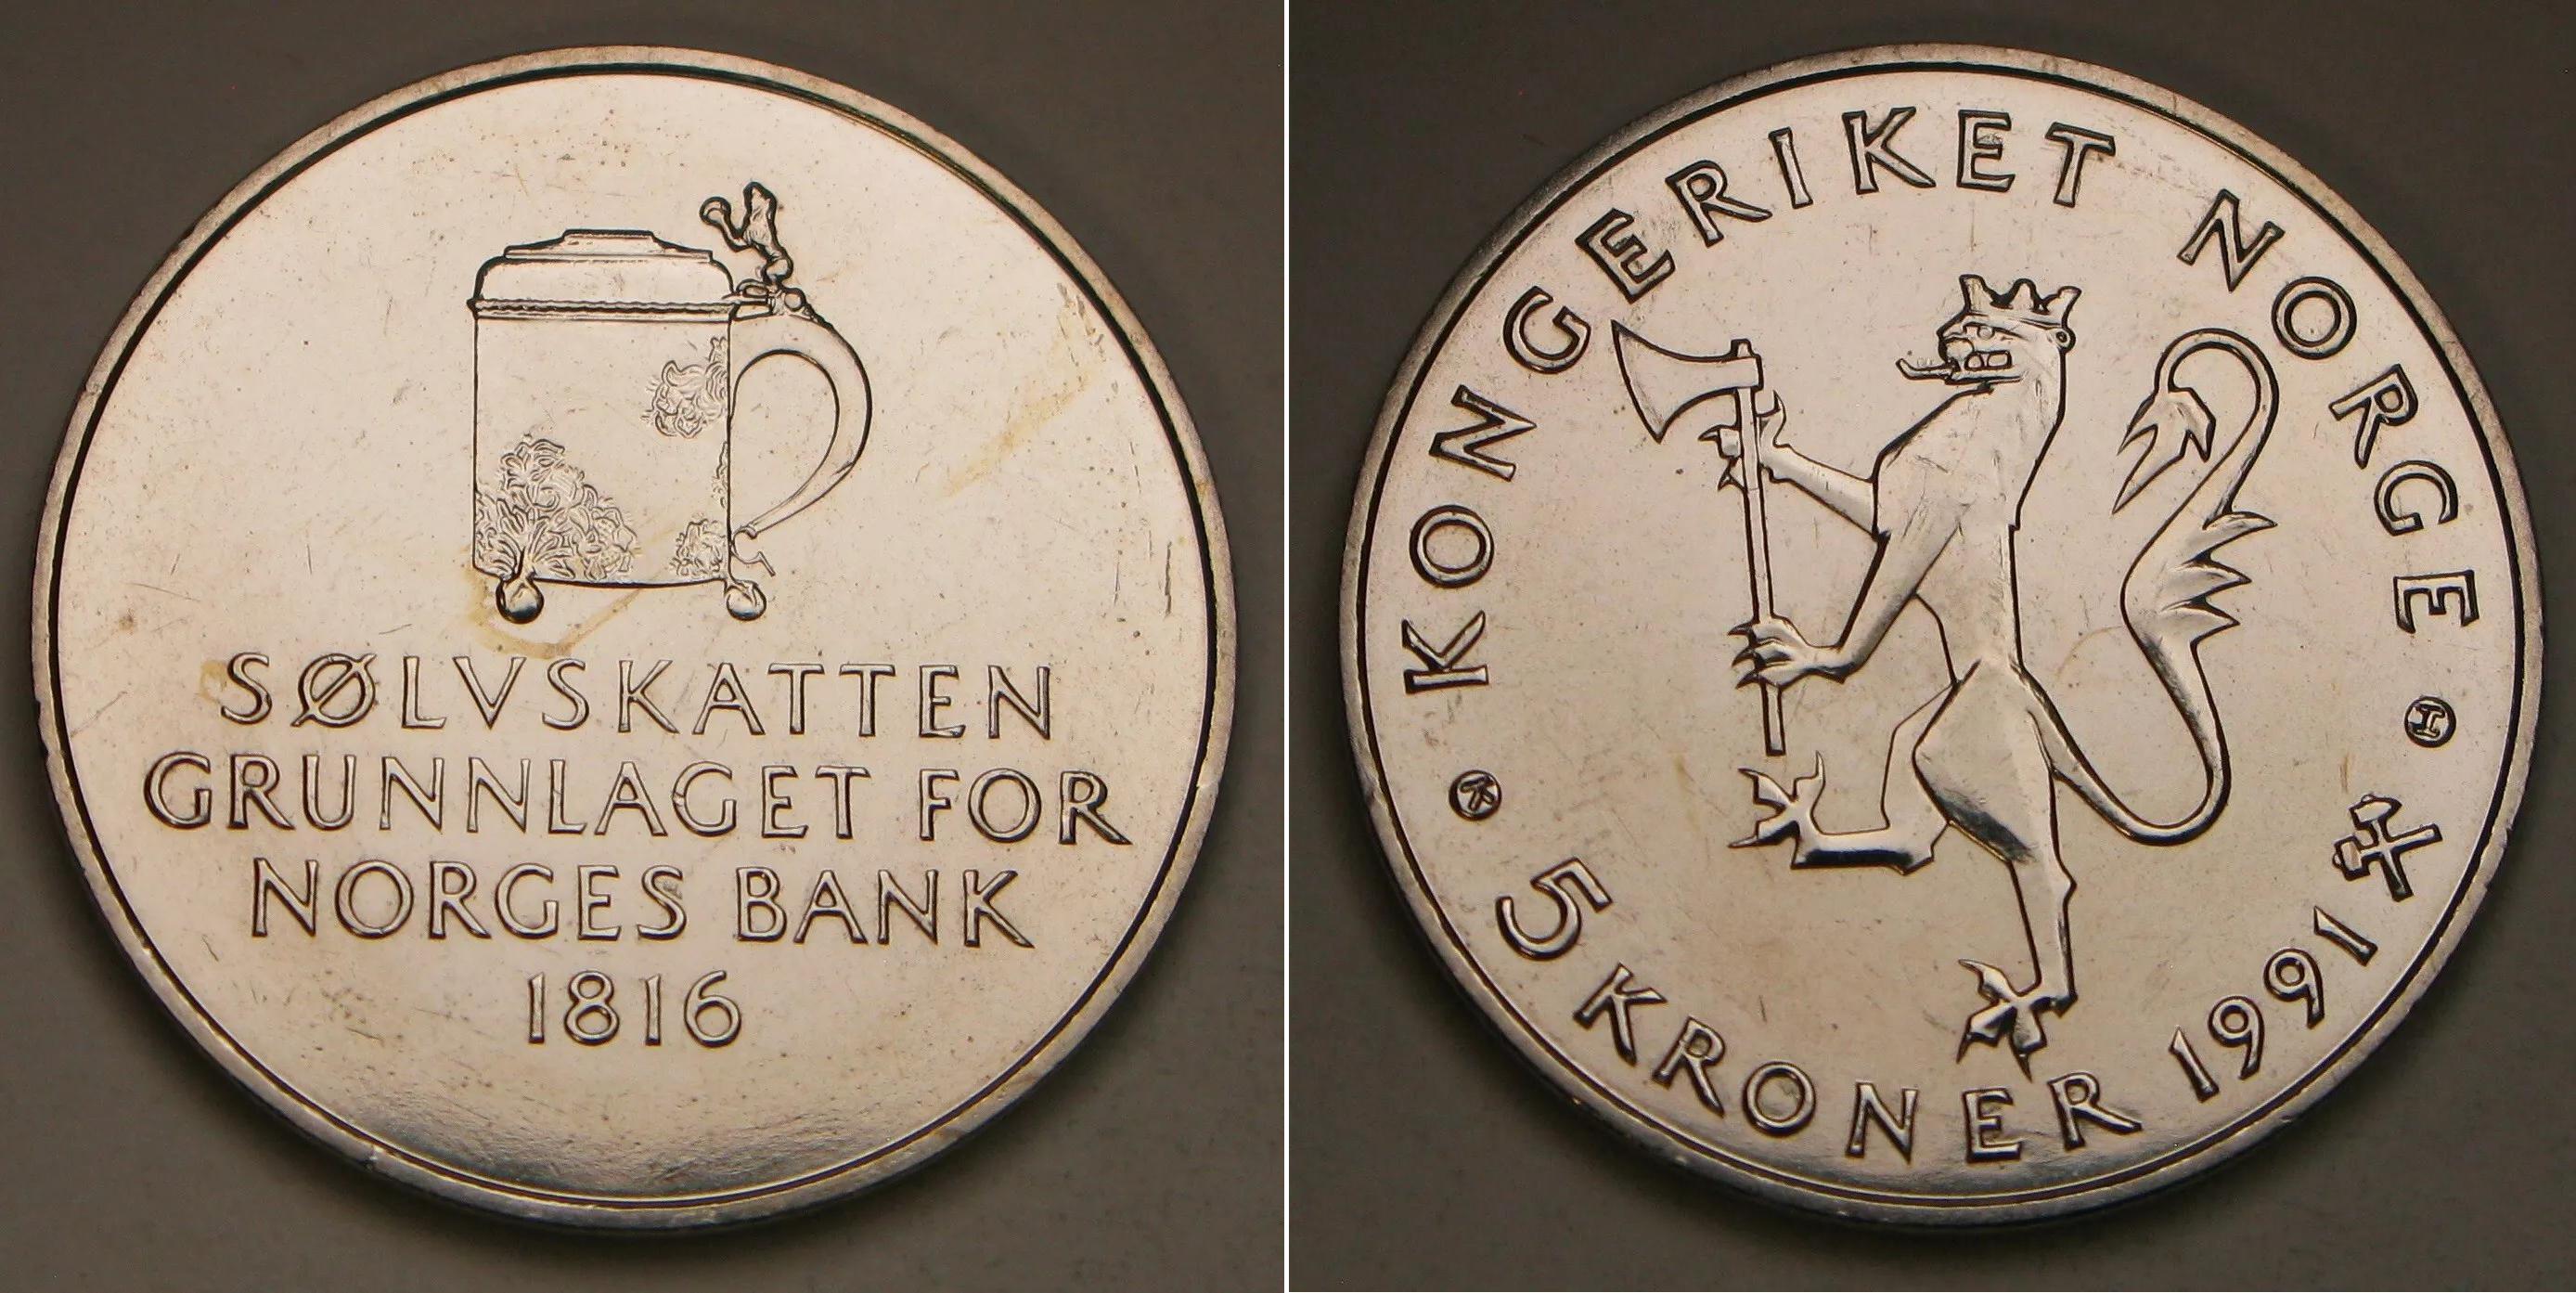 SØLVSKATTEN
GRUNNLAGET FOR
NORGES BANK
1816
KONGERIKET NORGE
5 KRONER 1991